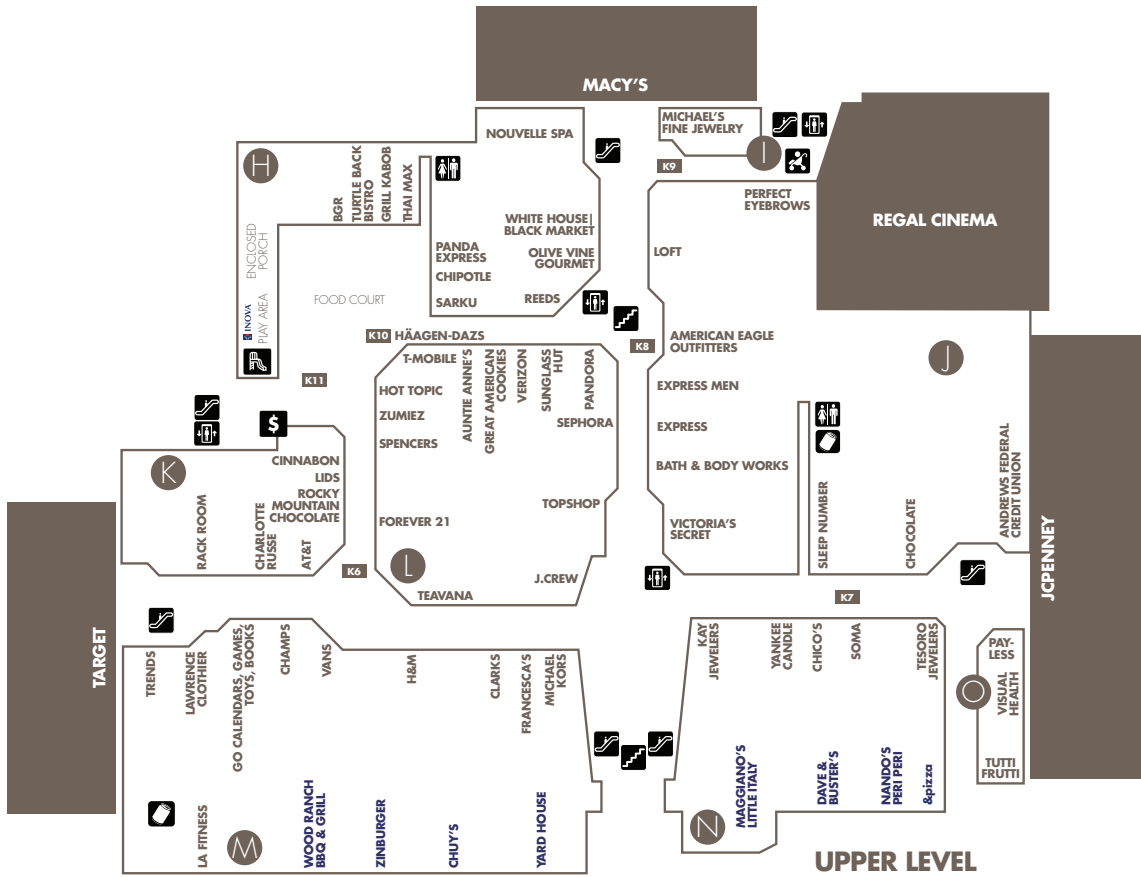 MACY'S
NOUVELLE SPA
MICHAEL'S
FINE JEWELRY
I
K9
H
BGR
TURTLE BACK
BISTRO
GRILL KABOB
THAI MAX
PERFECT
EYEBROWS
REGAL CINEMA
WHITE HOUSE|
BLACK MARKET
OLIVE VINE
GOURMET
PANDA
EXPRESS
CHIPOTLE
SARKU
REEDS
LOFT
ENCLOSED
PORCH
INOVA
PLAY AREA
FOOD COURT
K10
HÄAGEN-DAZS
K8
K11
AMERICAN EAGLE
OUTFITTERS
EXPRESS MEN
EXPRESS
BATH & BODY WORKS
VICTORIA'S
SECRET
J
T-MOBILE
HOT TOPIC
ZUMIEZ
SPENCERS
AUNTIE ANNE'S
GREAT AMERICAN
COOKIES
VERIZON
SUNGLASS
HUT
PANDORA
SEPHORA
TOPSHOP
FOREVER 21
L
J.CREW
TEAVANA
$
K
CINNABON
LIDS
ROCKY
MOUNTAIN
CHOCOLATE
RACK ROOM
CHARLOTTE
RUSSE
AT&T
K6
SLEEP NUMBER
CHOCOLATE
ANDREWS FEDERAL
CREDIT UNION
JCPENNEY
K7
TARGET
TRENDS
LAWRENCE
CLOTHIER
GO CALENDARS, GAMES,
TOYS, BOOKS
CHAMPS
VANS
H&M
CLARKS
FRANCESCA'S
MICHAEL
KORS
LA FITNESS
M
WOOD RANCH
BBQ & GRILL
ZINBURGER
CHUY'S
YARD HOUSE
KAY
JEWELERS
YANKEE
CANDLE
CHICO'S
SOMA
TESORO
JEWELERS
MAGGIANO'S
LITTLE ITALY
DAVE &
BUSTER'S
NANDO'S
PERI PERI
&pizza
N
PAY-
LESS
O
VISUAL
HEALTH
TUTTI
FRUTTI
UPPER LEVEL